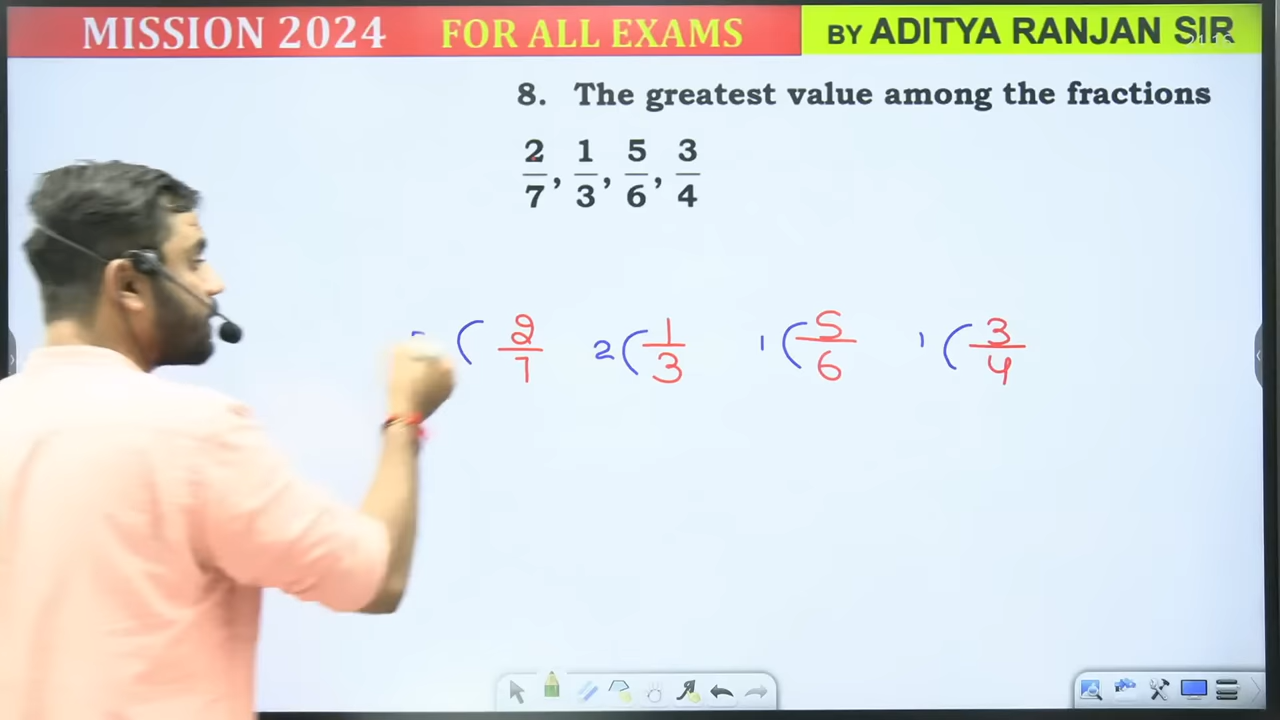 MISSION 2024 FOR ALL EXAMS BY ADITYA RANJAN SIR
8. The greatest value among the fractions
2/7, 1/3, 5/6, 3/4
( 2/7 2( 1/3 1( 5/6 1( 3/4